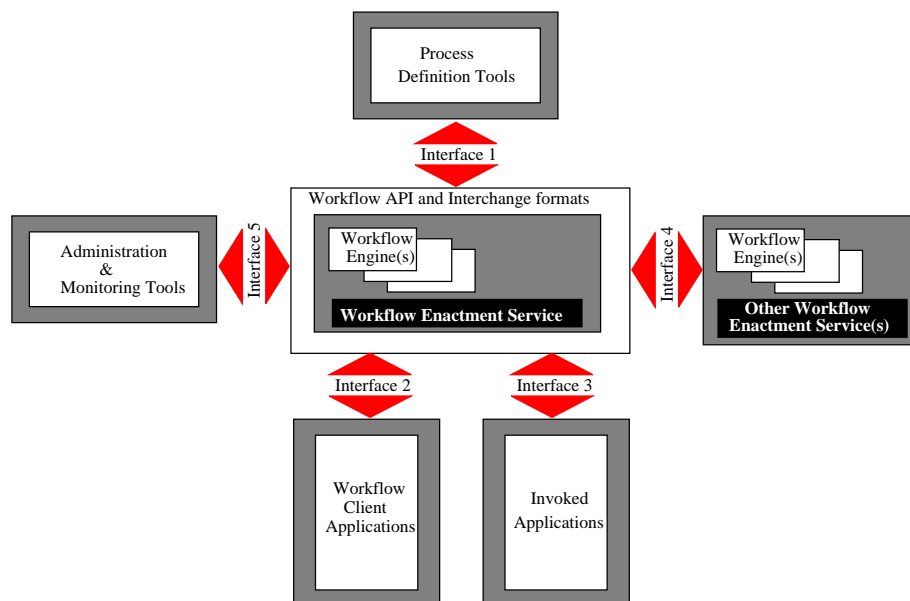 Process
Definition Tools
Interface 1
Workflow API and Interchange formats
Administration
&
Monitoring Tools
Interface 5
Workflow
Engine(s)
Workflow Enactment Service
Interface 4
Workflow
Engine(s)
Other Workflow
Enactment Service(s)
Interface 2
Interface 3
Workflow
Client
Applications
Invoked
Applications